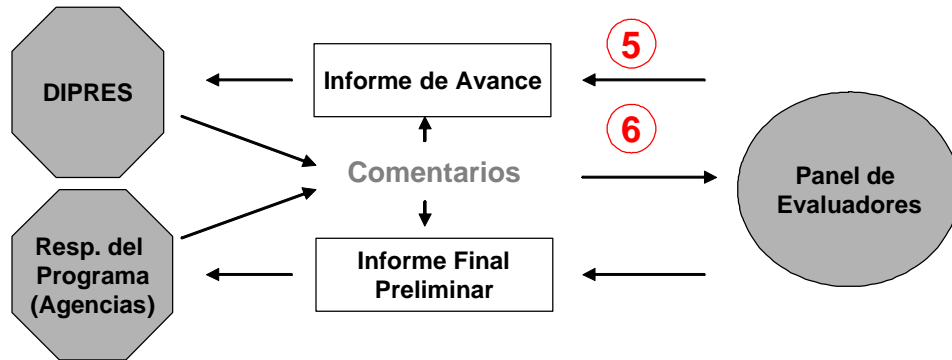 DIPRES
Informe de Avance
5
6
Comentarios
Panel de
Evaluadores
Resp. del
Programa
(Agencias)
Informe Final
Preliminar